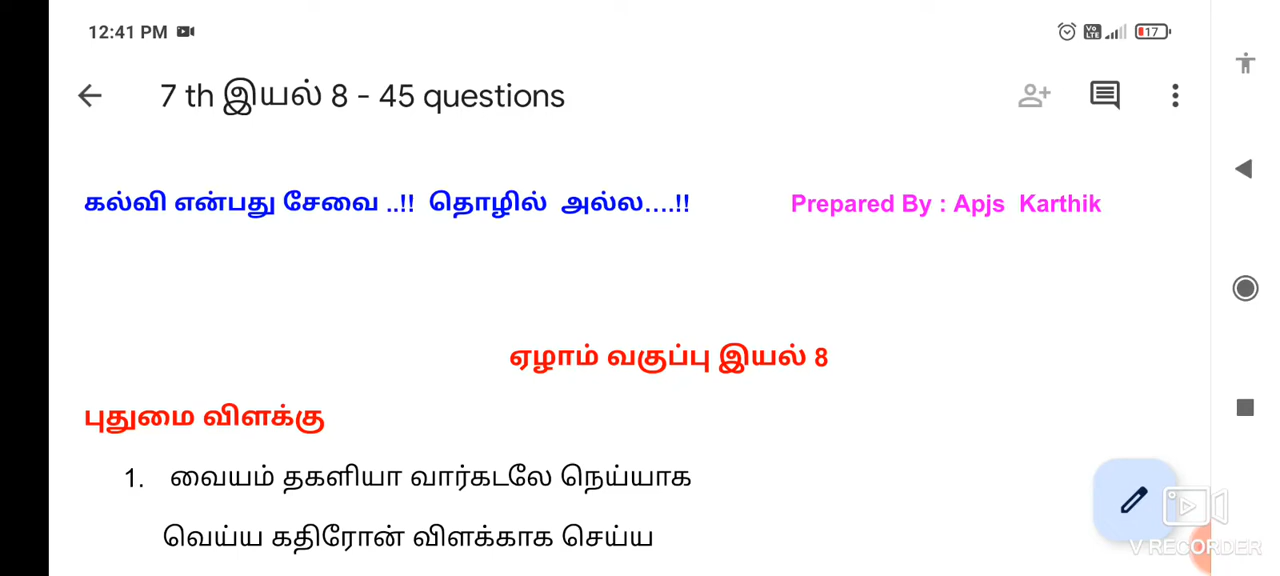 12:41 PM
17
7 th இயல் 8 - 45 questions
கல்வி என்பது சேவை ..!! தொழில் அல்ல....!! Prepared By : Apjs Karthik
ஏழாம் வகுப்பு இயல் 8
புதுமை விளக்கு
1. வையம் தகளியா வார்கடலே நெய்யாக
வெய்ய கதிரோன் விளக்காக செய்ய
V RECORDER